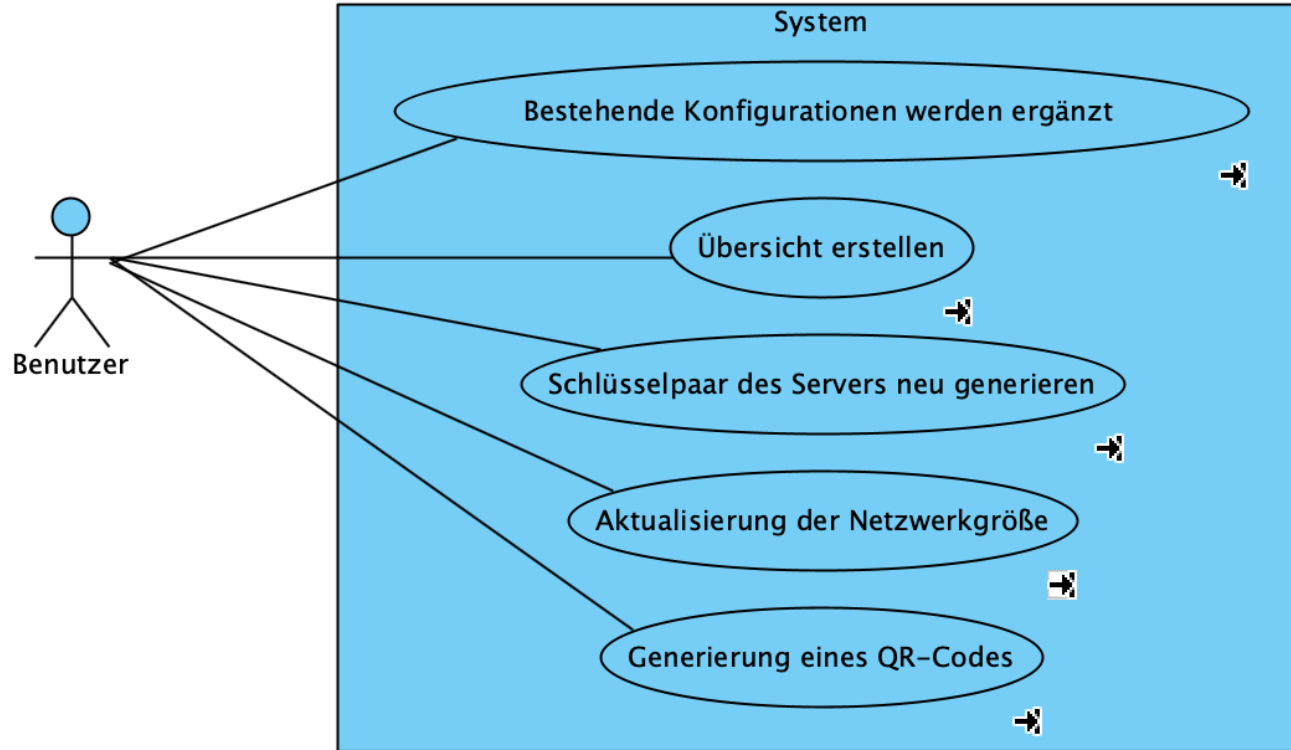 System
Bestehende Konfigurationen werden ergänzt
Übersicht erstellen
Benutzer
Schlüsselpaar des Servers neu generieren
Aktualisierung der Netzwerkgröße
Generierung eines QR-Codes